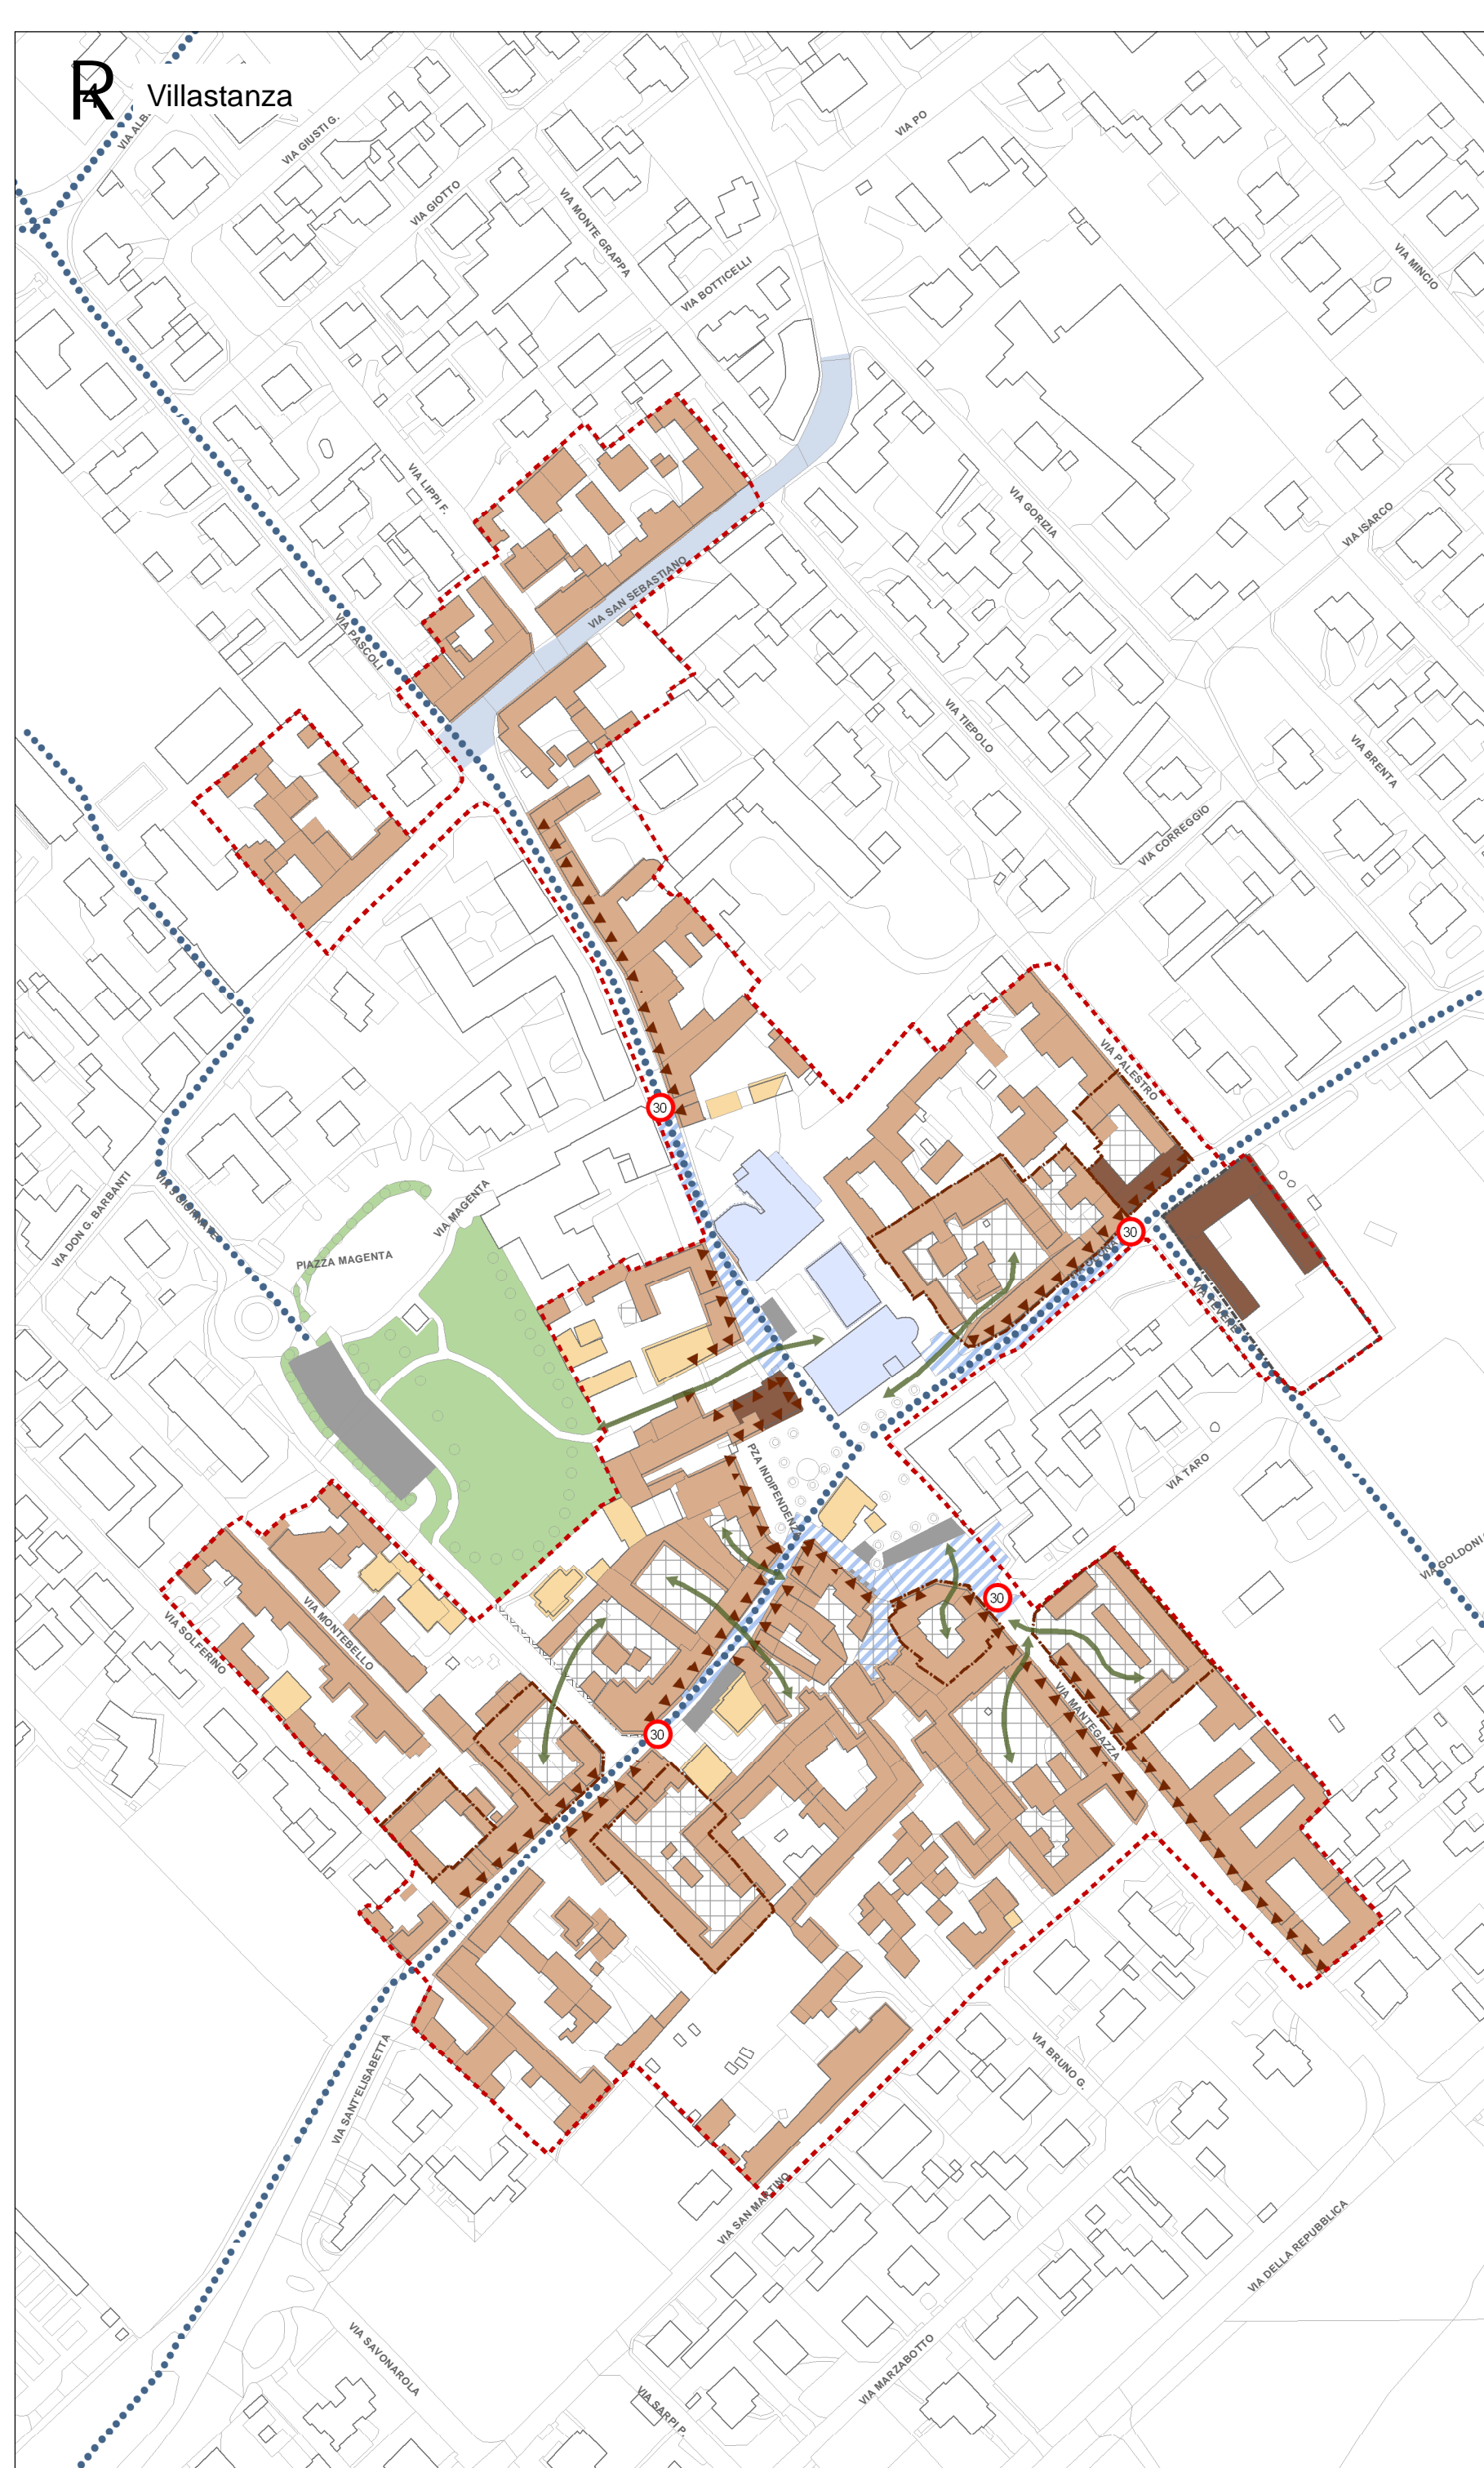 R4 Villastanza
VIA GIUSTI G.
VIA GIOTTO
VIA MONTE GRAPPA
VIA PO
VIA BOTTICELLI
VIA MINCIO
VIA LIPPI F.
VIA GORIZIA
VIA ISARCO
VIA SAN SEBASTIANO
VIA PASCOLI
VIA TIEPOLO
VIA BRENTA
VIA CORREGGIO
VIA PALESTRO
30
VIA DON G. BARBANTI
VIA MAGENTA
PIAZZA MAGENTA
30
VIA TARO
PZA INDIPENDENZA
VIA GOLDONI
30
VIA MONTEBELLO
VIA SOLFERINO
VIA MANTEGAZZA
30
VIA SANT'ELISABETTA
VIA BRUNO G.
VIA SAN MARTINO
VIA DELLA REPUBBLICA
VIA SAVONAROLA
VIA MARZABOTTO
VIA SARPI P.